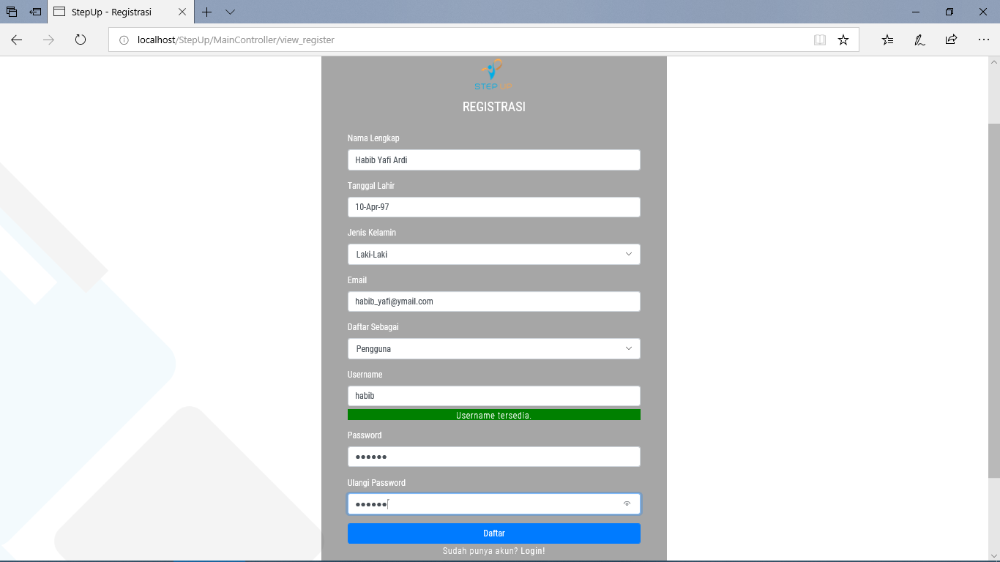 StepUp - Registrasi
localhost/StepUp/MainController/view_register
STEP UP
REGISTRASI
Nama Lengkap
Habib Yafi Ardi
Tanggal Lahir
10-Apr-97
Jenis Kelamin
Laki-Laki
Email
habib_yafi@ymail.com
Daftar Sebagai
Pengguna
Username
habib
Username tersedia.
Password
●●●●●●
Ulangi Password
●●●●●●
Daftar
Sudah punya akun? Login!